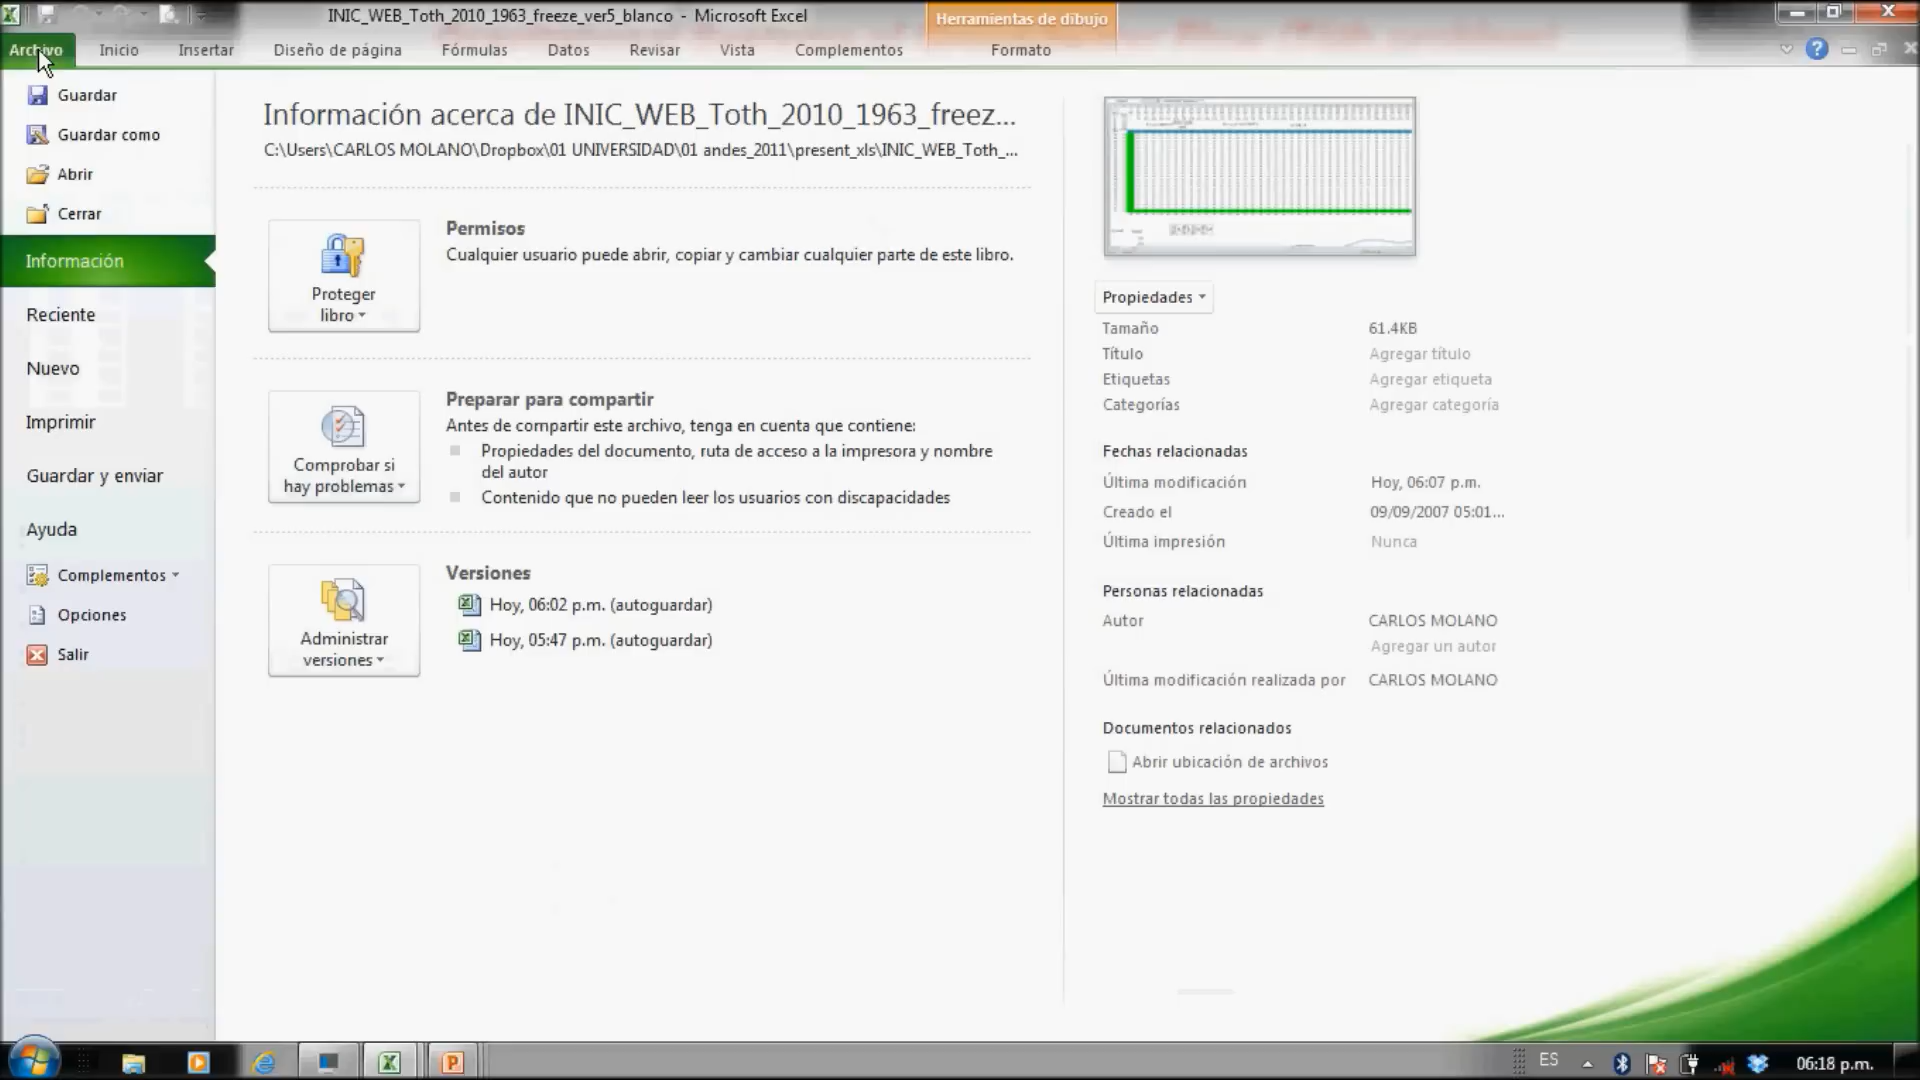 INIC_WEB_Toth_2010_1963_freeze_ver5_blanco - Microsoft Excel
Herramientas de dibujo
Archivo Inicio Insertar Diseño de página Fórmulas Datos Revisar Vista Complementos Formato
Guardar
Guardar como
Abrir
Cerrar
Información
Reciente
Nuevo
Imprimir
Guardar y enviar
Ayuda
Complementos
Opciones
Salir
Información acerca de INIC_WEB_Toth_2010_1963_freez...
C:\Users\CARLOS MOLANO\Dropbox\01 UNIVERSIDAD\01 andes_2011\present_xls\INIC_WEB_Toth_...
Proteger
libro
Permisos
Cualquier usuario puede abrir, copiar y cambiar cualquier parte de este libro.
Comprobar si
hay problemas
Preparar para compartir
Antes de compartir este archivo, tenga en cuenta que contiene:
Propiedades del documento, ruta de acceso a la impresora y nombre
del autor
Contenido que no pueden leer los usuarios con discapacidades
Administrar
versiones
Versiones
Hoy, 06:02 p.m. (autoguardar)
Hoy, 05:47 p.m. (autoguardar)
Propiedades
Tamaño 61.4KB
Título Agregar título
Etiquetas Agregar etiqueta
Categorías Agregar categoría
Fechas relacionadas
Última modificación Hoy, 06:07 p.m.
Creado el 09/09/2007 05:01...
Última impresión Nunca
Personas relacionadas
Autor CARLOS MOLANO
Agregar un autor
Última modificación realizada por CARLOS MOLANO
Documentos relacionados
Abrir ubicación de archivos
Mostrar todas las propiedades
ES 06:18 p.m.